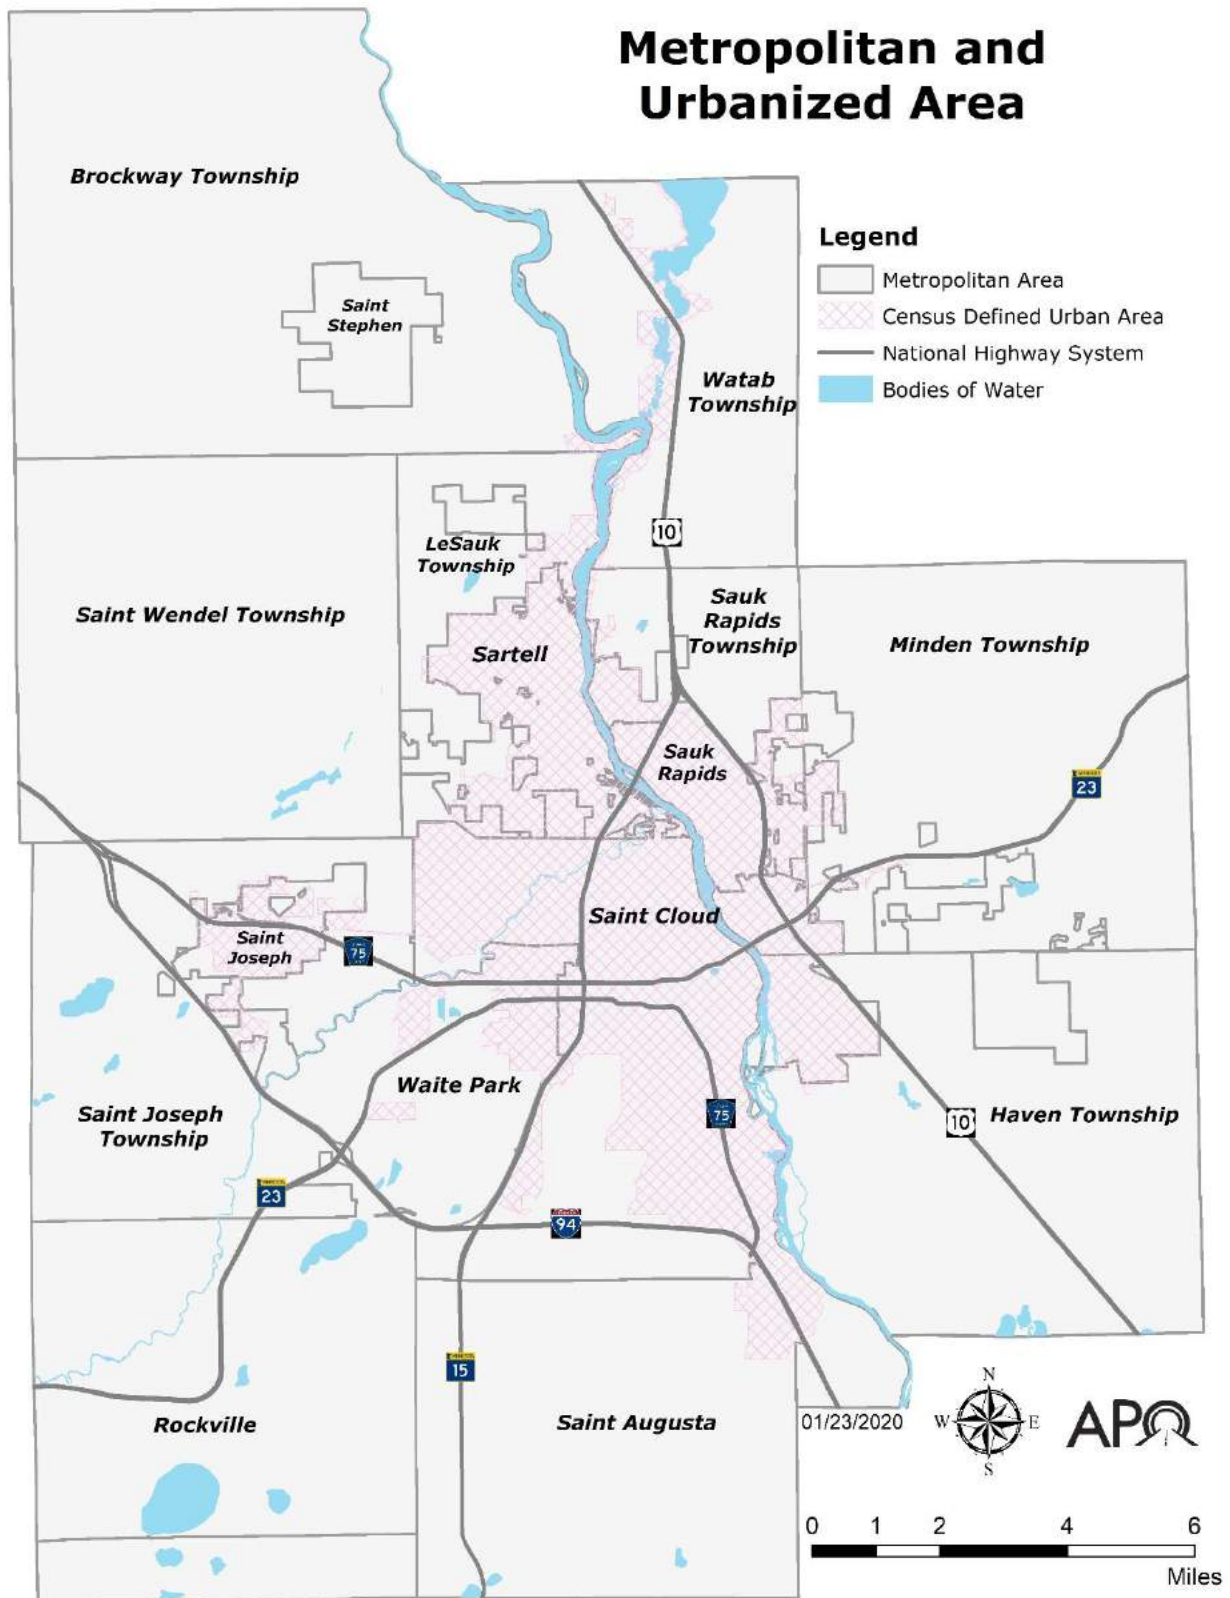 Metropolitan and
Urbanized Area
Brockway Township
Legend
Metropolitan Area
Saint
Stephen
Census Defined Urban Area
National Highway System
Watab
Township
Bodies of Water
10
LeSauk
Township
Sauk
Rapids
Township
Saint Wendel Township
Minden Township
Sartell
Sauk
Rapids
23
Saint Cloud
Saint
Joseph
75
Waite Park
75
Saint Joseph
Township
10
Haven Township
23
94
15
N
W
E
S
01/23/2020
APO
Rockville
Saint Augusta
0 1 2 4 6
Miles